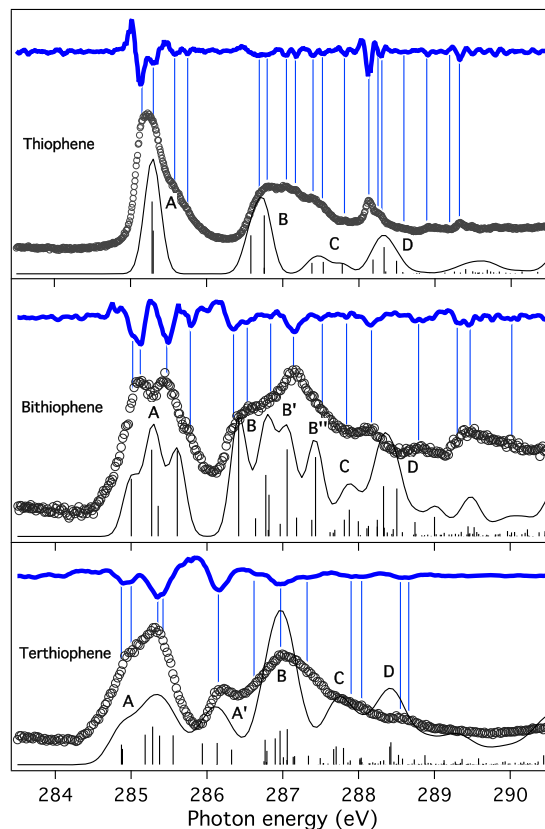 Thiophene
A
B
C
D
Bithiophene
A
B
B'
B''
C
D
Terthiophene
A
A'
B
C
D
284 285 286 287 288 289 290
Photon energy (eV)